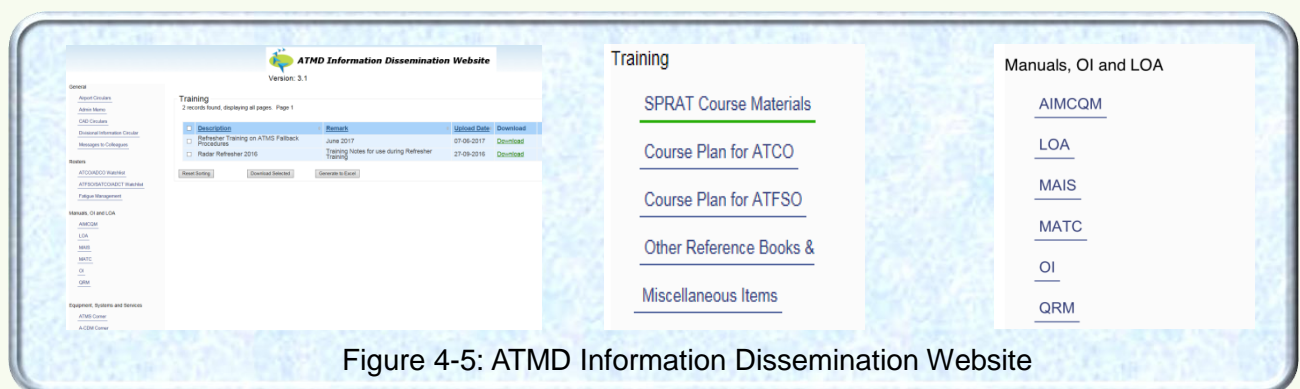 ATMD Information Dissemination Website
Version: 3.1
General
Airport Circulars
Admin Memo
CAD Circulars
Divisional Information Circular
Messages to Colleagues
Rosters
ATCO/ADCO Watchlist
ATFSO/SATCO/ADCT Watchlist
Fatigue Management
Manuals, OI and LOA
AIMCQM
LOA
MAIS
MATC
OI
QRM
Equipment, Systems and Services
ATMS Corner
A-CDM Corner
Training
2 records found, displaying all pages. Page 1
Description Remark Upload Date Download
Refresher Training on ATMS Fallback Procedures June 2017 07-06-2017 Download
Radar Refresher 2016 Training Notes for use during Refresher Training 27-09-2016 Download
Reset Sorting Download Selected Generate to Excel
Training
SPRAT Course Materials
Course Plan for ATCO
Course Plan for ATFSO
Other Reference Books &
Miscellaneous Items
Manuals, OI and LOA
AIMCQM
LOA
MAIS
MATC
OI
QRM
Figure 4-5: ATMD Information Dissemination Website